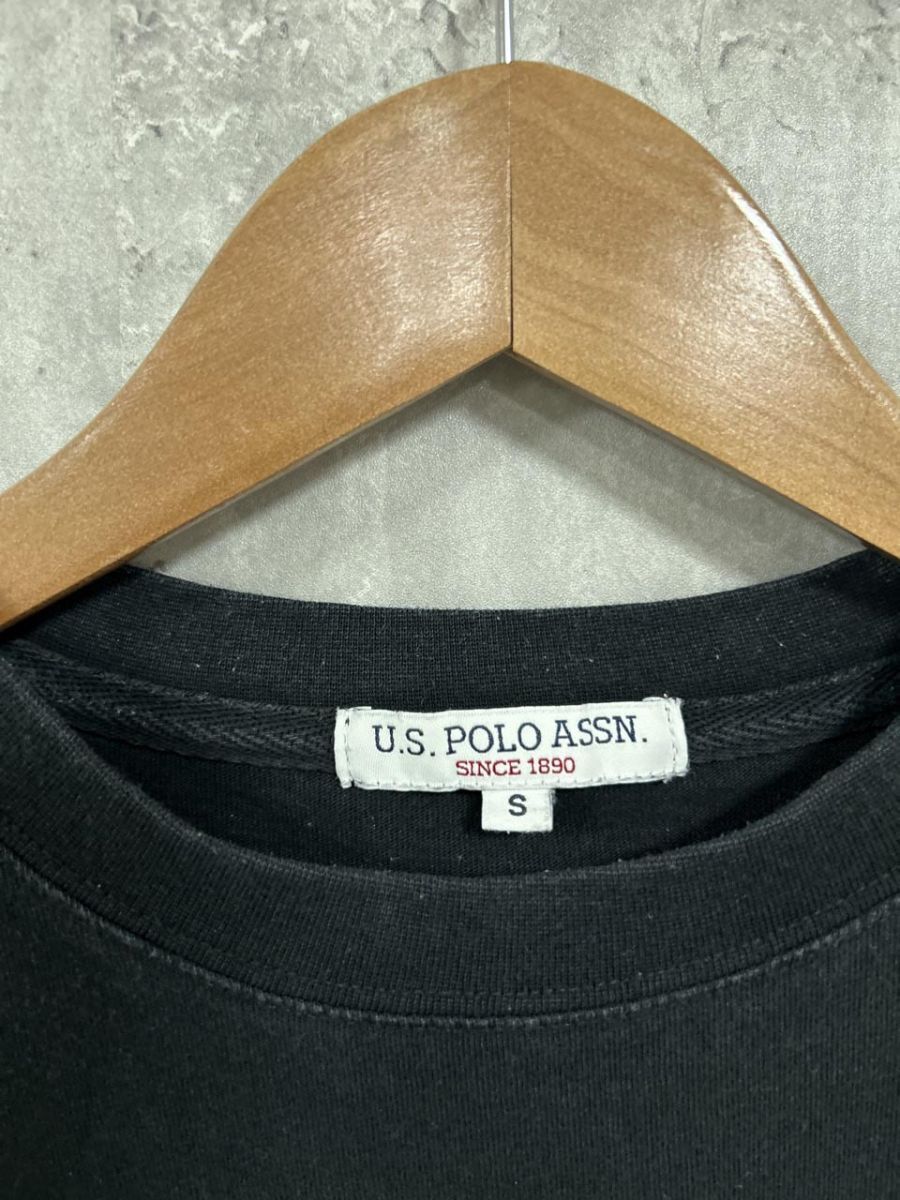 U.S. POLO ASSN.
SINCE 1890
S